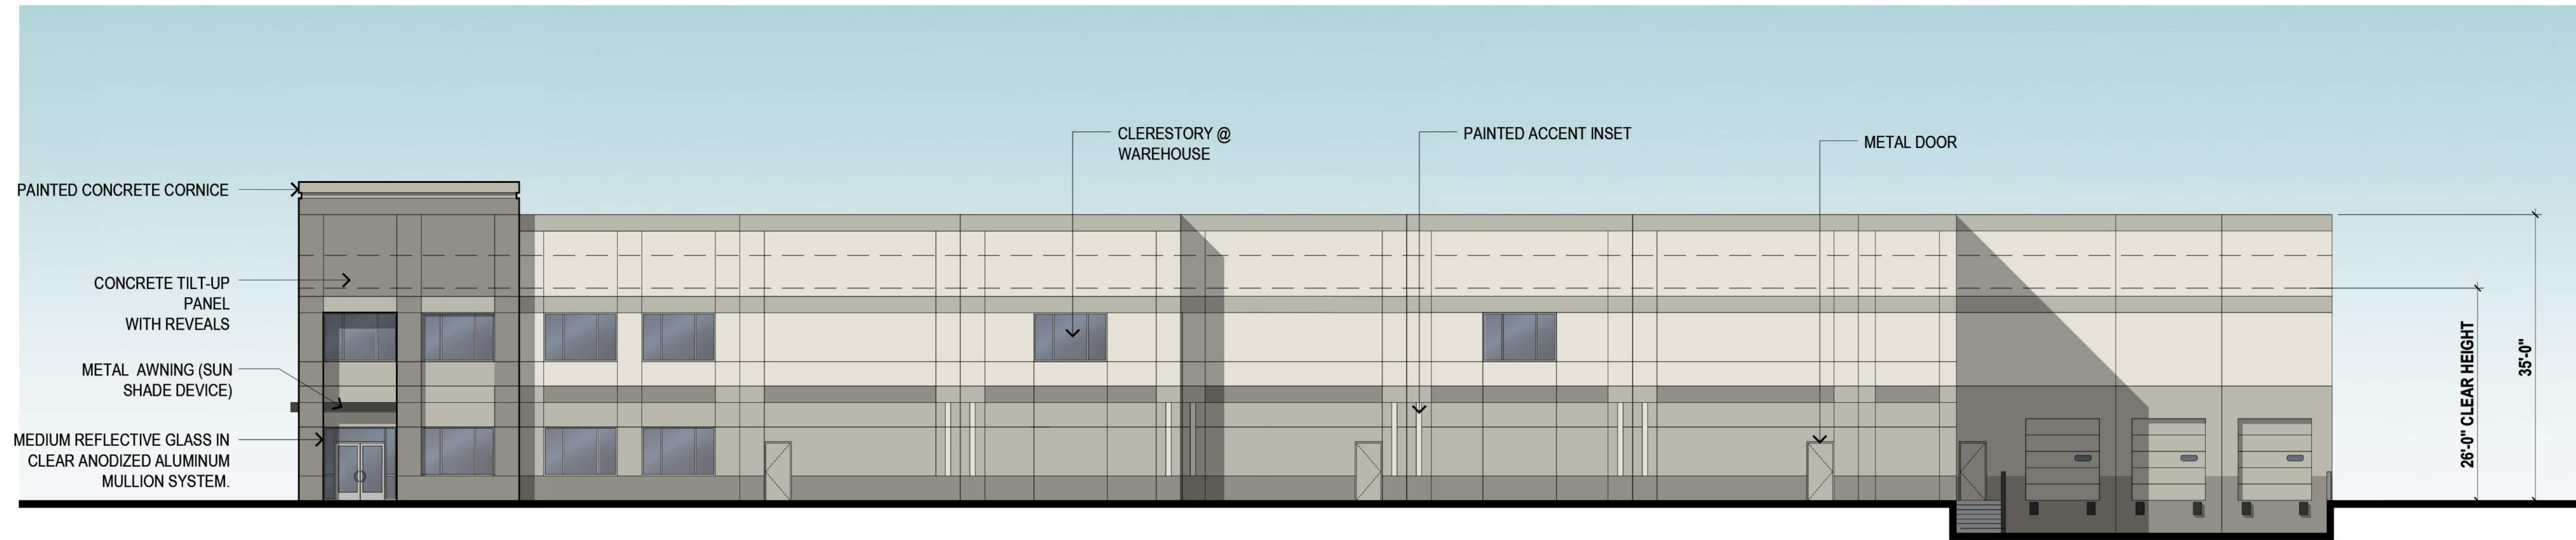 CLERESTORY @
WAREHOUSE
PAINTED ACCENT INSET
METAL DOOR
PAINTED CONCRETE CORNICE
CONCRETE TILT-UP
PANEL
WITH REVEALS
METAL AWNING (SUN
SHADE DEVICE)
MEDIUM REFLECTIVE GLASS IN
CLEAR ANODIZED ALUMINUM
MULLION SYSTEM.
26'-0" CLEAR HEIGHT
35'-0"